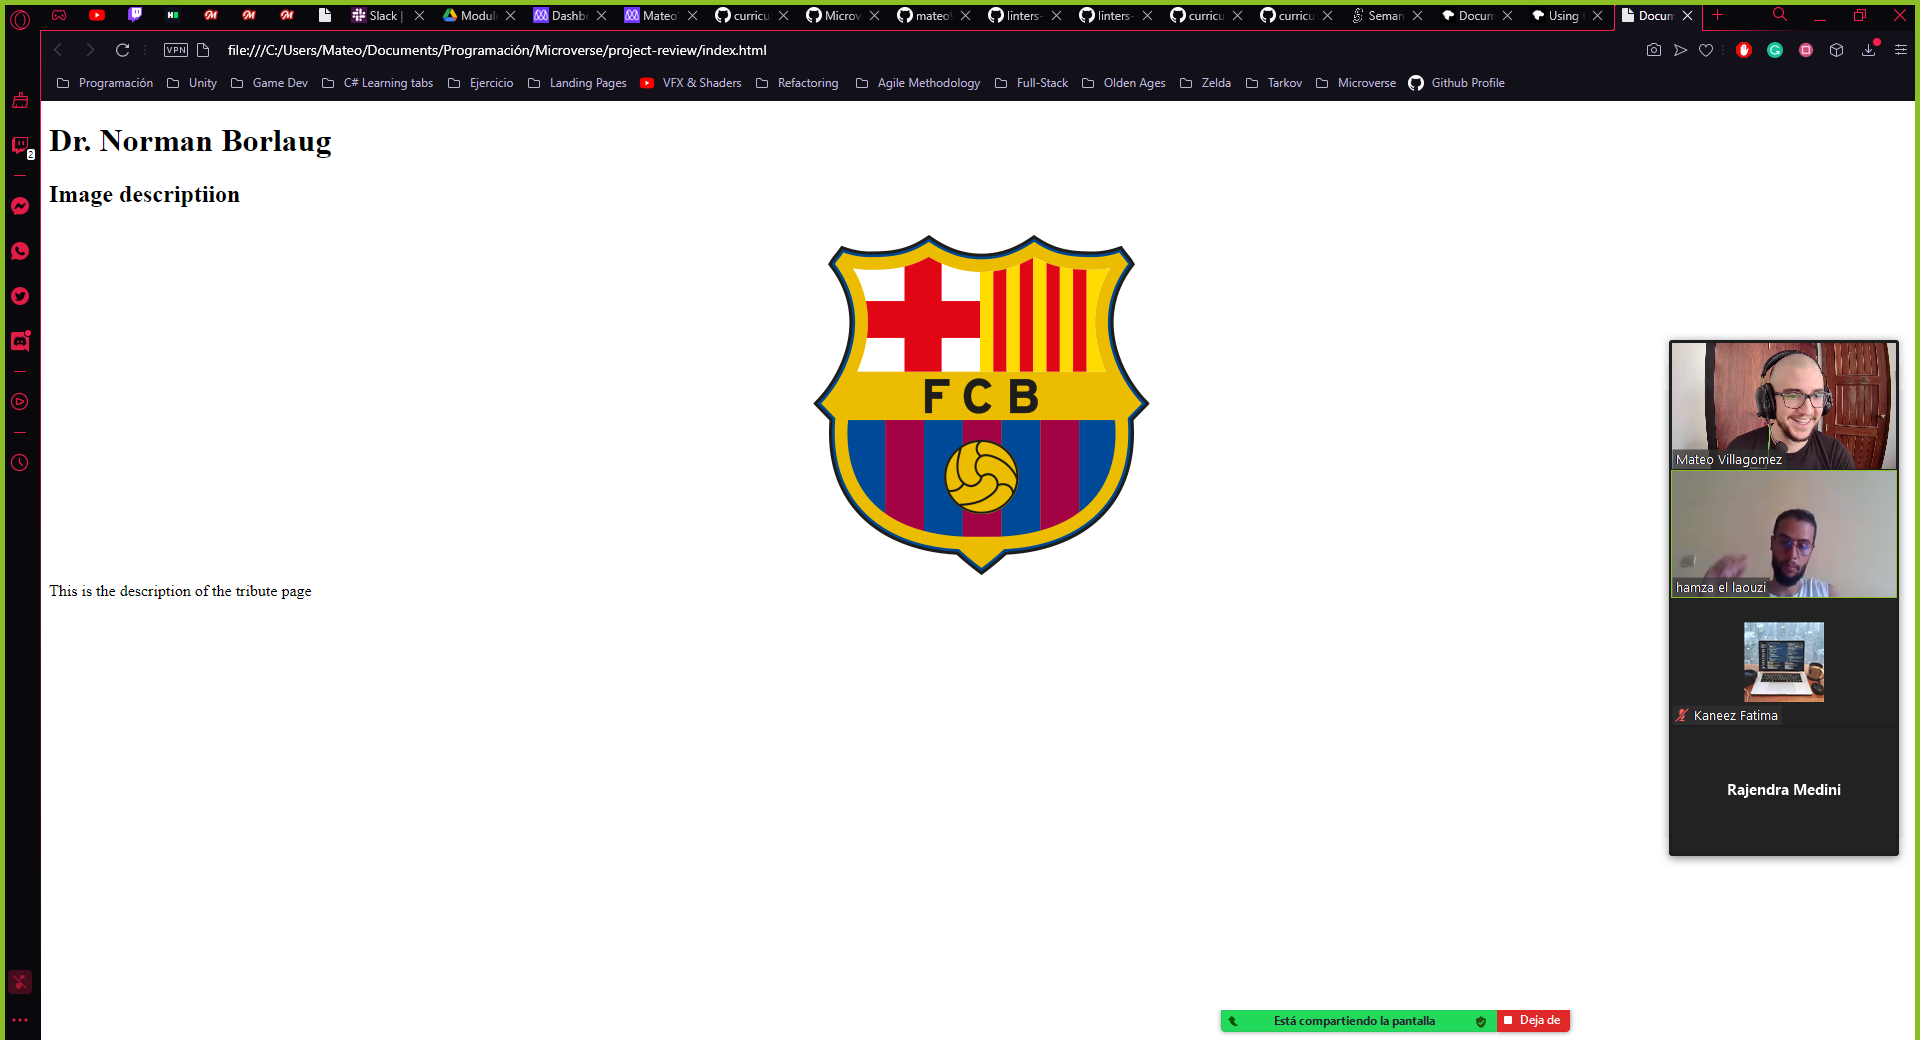 Slack |
Modul
Dashb
Mateo'
curricu
Microv
mateo
linters-
linters-
curricu
curricu
Seman
Docum
Using
Docum
VPN
file:///C:/Users/Mateo/Documents/Programación/Microverse/project-review/index.html
Programación
Unity
Game Dev
C# Learning tabs
Ejercicio
Landing Pages
VFX & Shaders
Refactoring
Agile Methodology
Full-Stack
Olden Ages
Zelda
Tarkov
Microverse
Github Profile
2
Dr. Norman Borlaug
Image descriptiion
F C B
This is the description of the tribute page
Mateo Villagomez
hamza el laouzi
Kaneez Fatima
Rajendra Medini
Está compartiendo la pantalla
Deja de